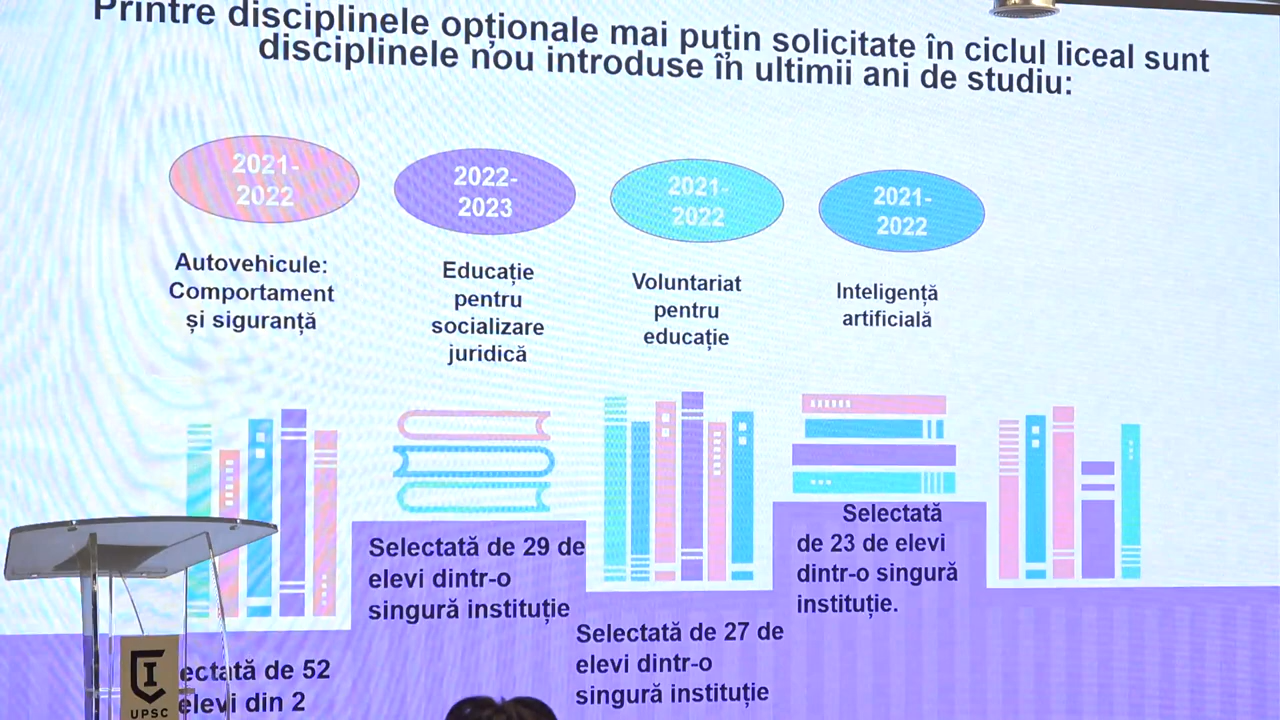 Printre disciplinele opționale mai puțin solicitate în ciclul liceal sunt
disciplinele nou introduse în ultimii ani de studiu:
2021-
2022
2022-
2023
2021-
2022
2021-
2022
Autovehicule:
Comportament
și siguranță
Educație
pentru
socializare
juridică
Voluntariat
pentru
educație
Inteligență
artificială
ectată de 52
elevi din 2
Selectată de 29 de
elevi dintr-o
singură instituție
Selectată de 27 de
elevi dintr-o
singură instituție
Selectată
de 23 de elevi
dintr-o singură
instituție.
UPSC